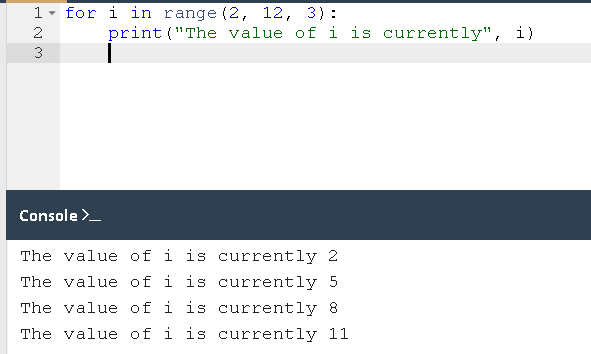 1 for i in range(2, 12, 3):
2     print("The value of i is currently", i)
3
Console >_
The value of i is currently 2
The value of i is currently 5
The value of i is currently 8
The value of i is currently 11